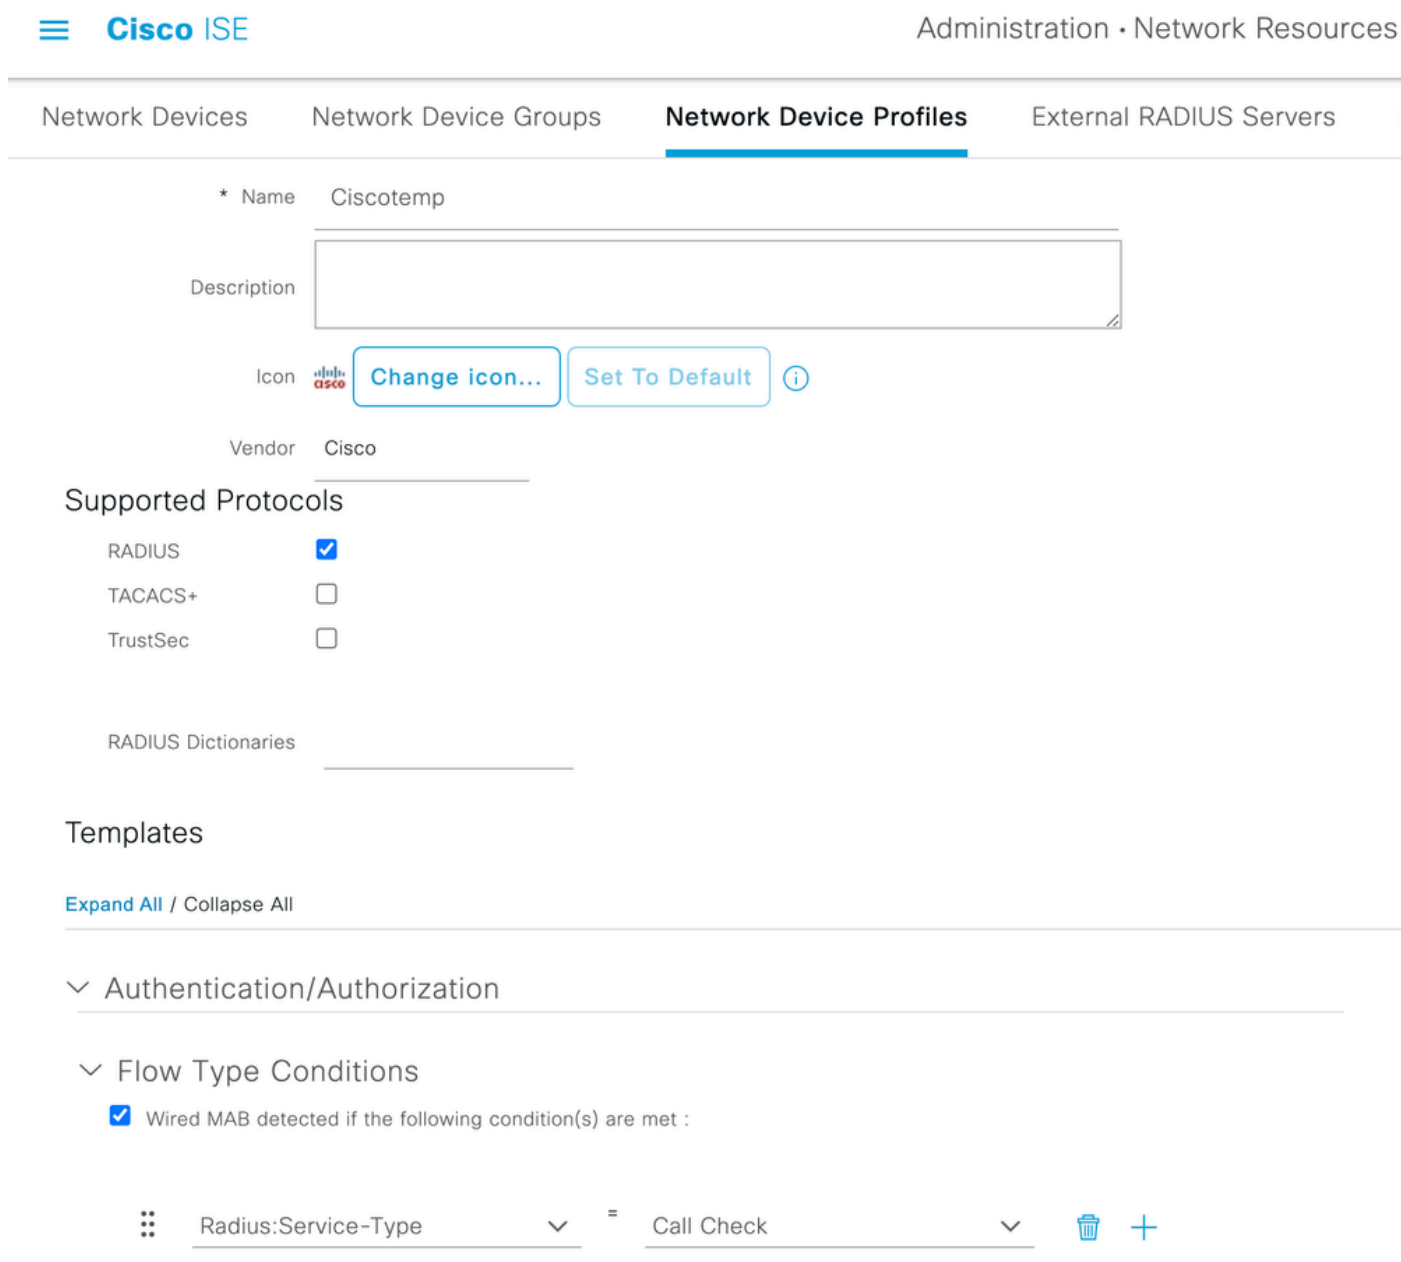 Cisco ISE
Administration · Network Resources
Network Devices Network Device Groups Network Device Profiles External RADIUS Servers
* Name Ciscotemp
Description
Icon cisco Change icon... Set To Default
Vendor Cisco
Supported Protocols
RADIUS
TACACS+
TrustSec
RADIUS Dictionaries
Templates
Expand All / Collapse All
Authentication/Authorization
Flow Type Conditions
Wired MAB detected if the following condition(s) are met :
Radius:Service-Type = Call Check